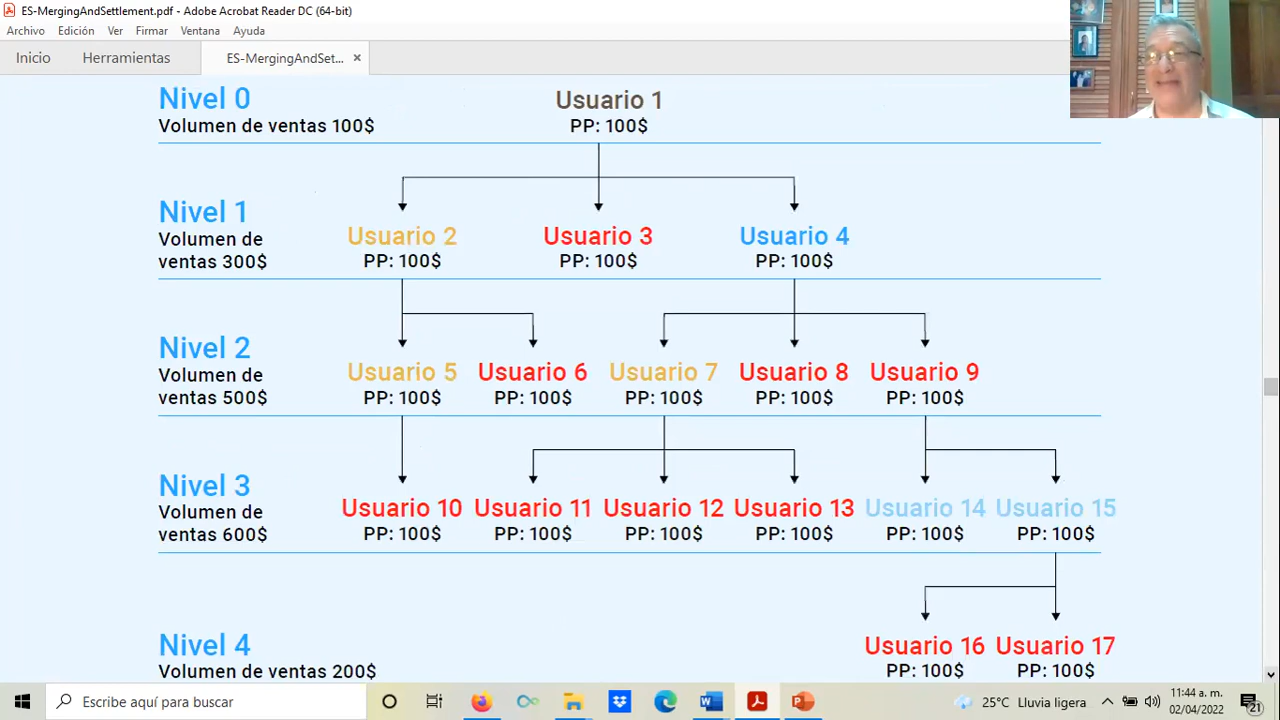 ES-MergingAndSettlement.pdf - Adobe Acrobat Reader DC (64-bit)
Archivo Edición Ver Firmar Ventana Ayuda
Inicio Herramientas ES-MergingAndSet... ×
Nivel 0 Usuario 1
Volumen de ventas 100$ PP: 100$
Nivel 1
Volumen de
ventas 300$
Usuario 2 Usuario 3 Usuario 4
PP: 100$ PP: 100$ PP: 100$
Nivel 2
Volumen de
ventas 500$
Usuario 5 Usuario 6 Usuario 7 Usuario 8 Usuario 9
PP: 100$ PP: 100$ PP: 100$ PP: 100$ PP: 100$
Nivel 3
Volumen de
ventas 600$
Usuario 10 Usuario 11 Usuario 12 Usuario 13 Usuario 14 Usuario 15
PP: 100$ PP: 100$ PP: 100$ PP: 100$ PP: 100$ PP: 100$
Nivel 4 Usuario 16 Usuario 17
Volumen de ventas 200$ PP: 100$ PP: 100$
Escribe aquí para buscar
25°C Lluvia ligera
11:44 a. m.
02/04/2022
21